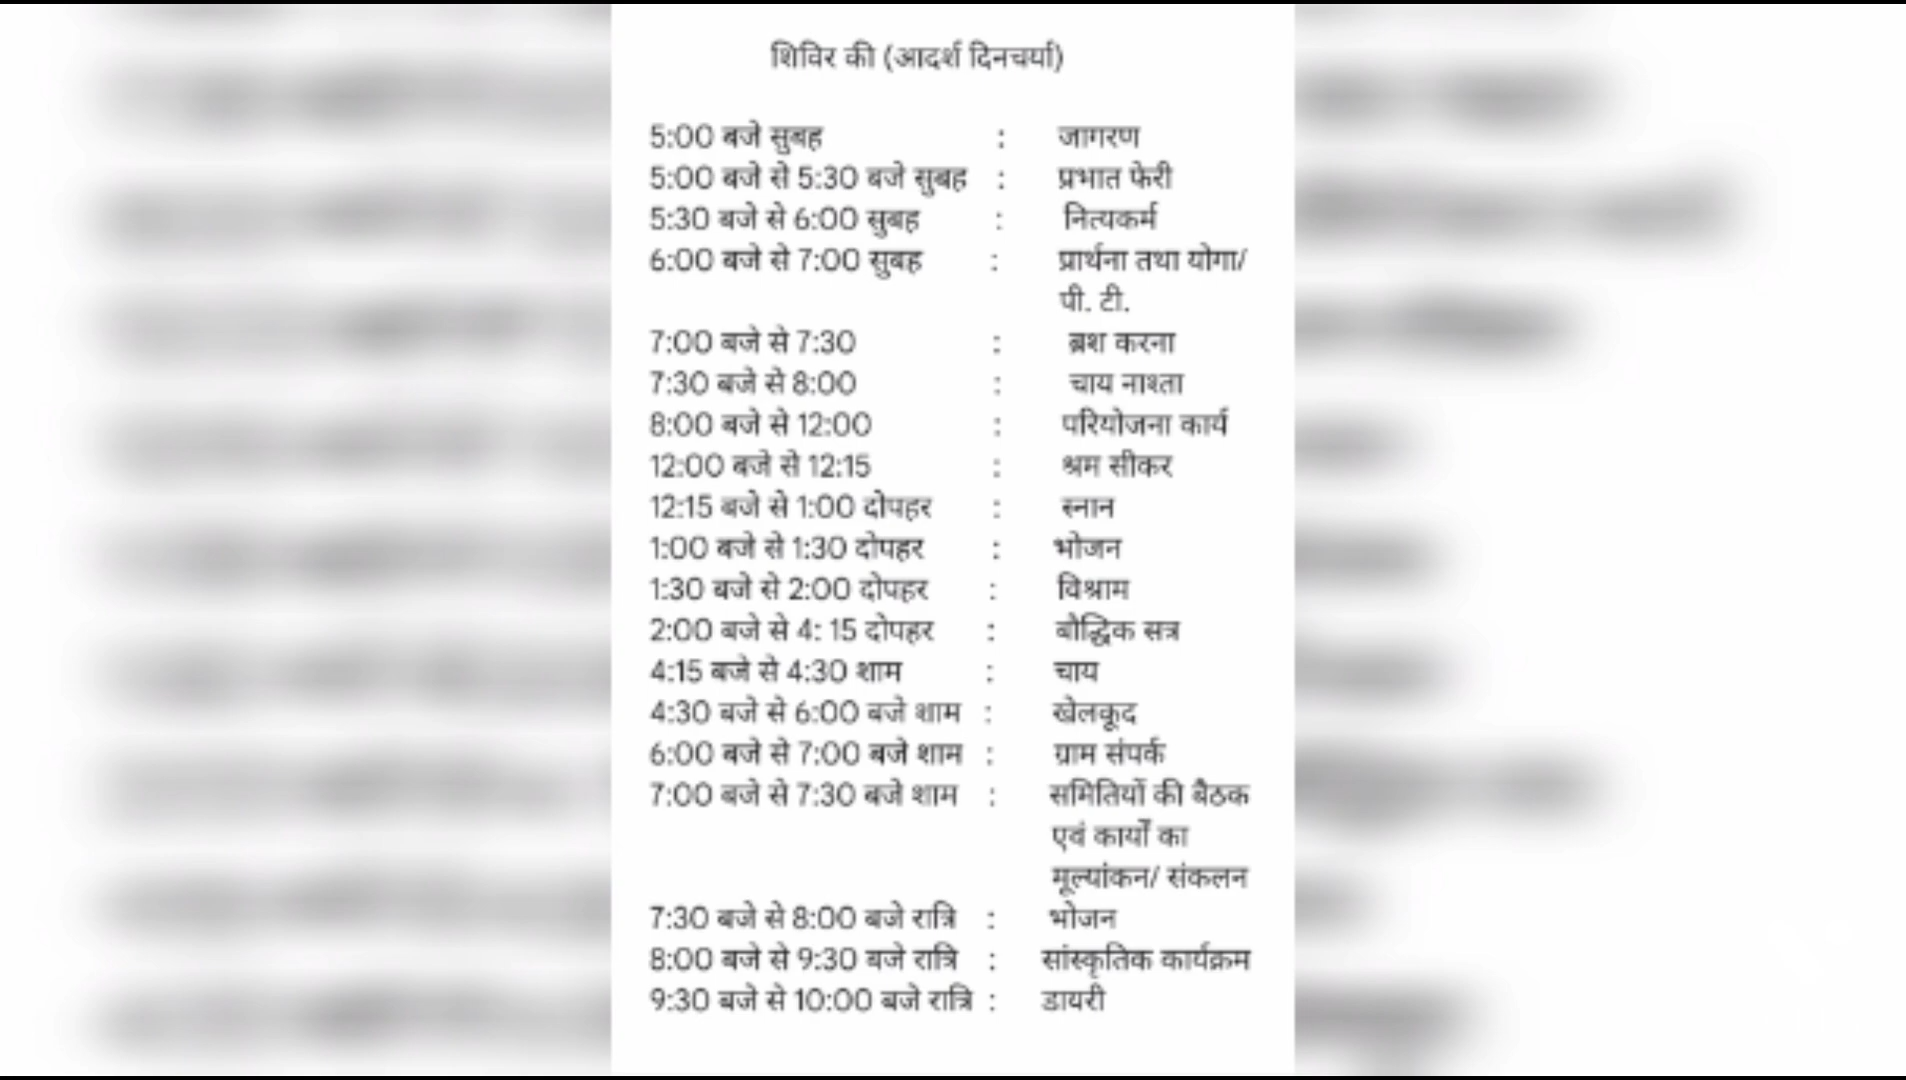 शिविर की (आदर्श दिनचर्या)
5:00 बजे सुबह : जागरण
5:00 बजे से 5:30 बजे सुबह : प्रभात फेरी
5:30 बजे से 6:00 सुबह : नित्यकर्म
6:00 बजे से 7:00 सुबह : प्रार्थना तथा योगा/
पी. टी.
7:00 बजे से 7:30 : ब्रश करना
7:30 बजे से 8:00 : चाय नाश्ता
8:00 बजे से 12:00 : परियोजना कार्य
12:00 बजे से 12:15 : श्रम सीकर
12:15 बजे से 1:00 दोपहर : स्नान
1:00 बजे से 1:30 दोपहर : भोजन
1:30 बजे से 2:00 दोपहर : विश्राम
2:00 बजे से 4: 15 दोपहर : बौद्धिक सत्र
4:15 बजे से 4:30 शाम : चाय
4:30 बजे से 6:00 बजे शाम : खेलकूद
6:00 बजे से 7:00 बजे शाम : ग्राम संपर्क
7:00 बजे से 7:30 बजे शाम : समितियों की बैठक
एवं कार्यों का
मूल्यांकन/ संकलन
7:30 बजे से 8:00 बजे रात्रि : भोजन
8:00 बजे से 9:30 बजे रात्रि : सांस्कृतिक कार्यक्रम
9:30 बजे से 10:00 बजे रात्रि : डायरी